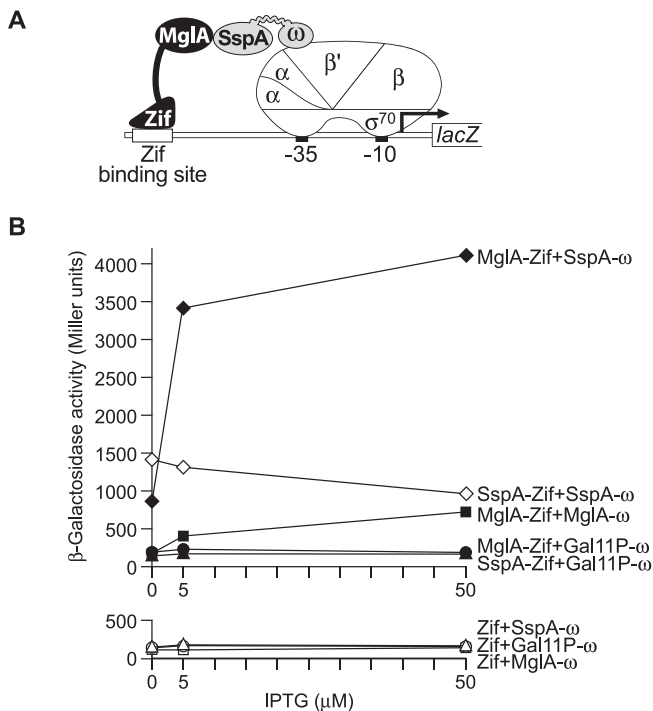 A
MglA
SspA
ω
β'
β
α
α
Zif
σ70
lacZ
Zif
binding site
-35
-10
B
β-Galactosidase activity (Miller units)
4000
3500
3000
2500
2000
1500
1000
500
0
MglA-Zif+SspA-ω
SspA-Zif+SspA-ω
MglA-Zif+MglA-ω
MglA-Zif+Gal11P-ω
SspA-Zif+Gal11P-ω
0 5 50
500
0
Zif+SspA-ω
Zif+Gal11P-ω
Zif+MglA-ω
0 5 50
IPTG (μM)